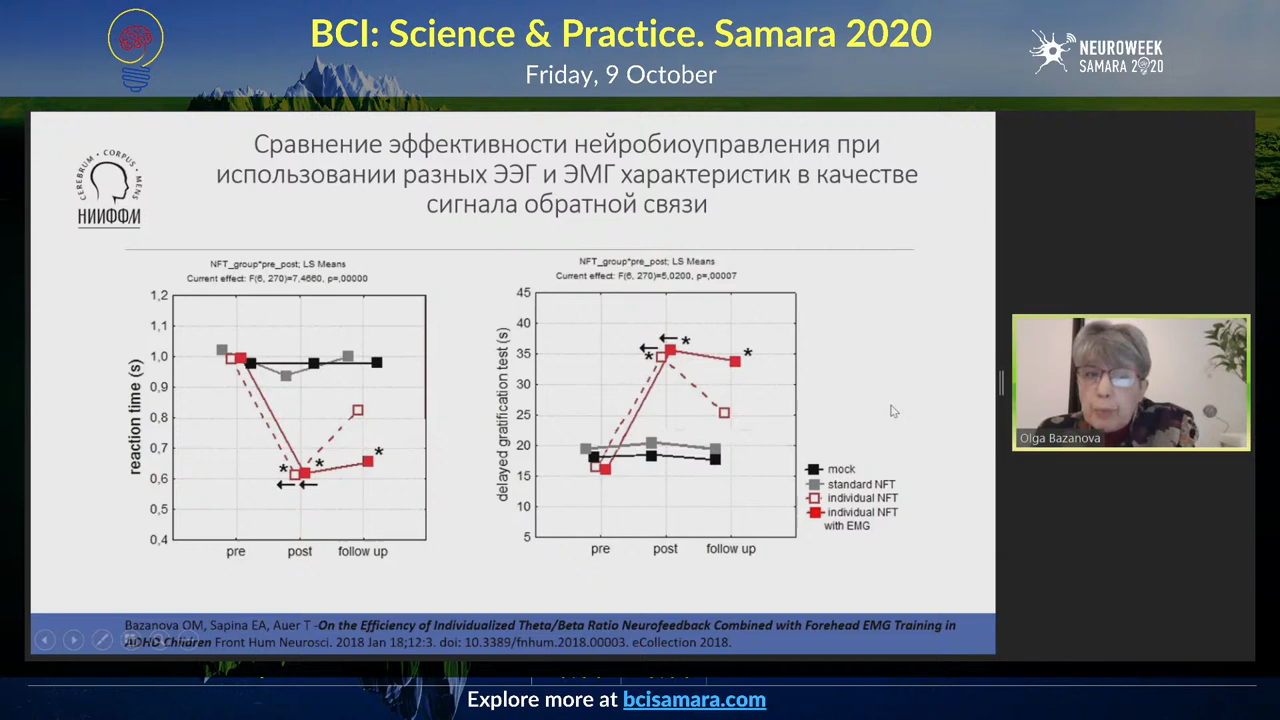 BCI: Science & Practice. Samara 2020
Friday, 9 October
NEUROWEEK
SAMARA 2020
Сравнение эффективности нейробиоуправления при
использовании разных ЭЭГ и ЭМГ характеристик в качестве
сигнала обратной связи
CEREBRUM • CORPUS • MENS
НИИФФМ
NFT_group*pre_post; LS Means
Current effect: F(6, 270)=7,4660, p=,00000
1,2
1,1
1,0
0,9
0,8
0,7
0,6
0,5
0,4
reaction time (s)
* * *
pre post follow up
NFT_group*pre_post; LS Means
Current effect: F(6, 270)=5,0200, p=,00007
45
40
35
30
25
20
15
10
5
delayed gratification test (s)
* * *
pre post follow up
mock
standard NFT
individual NFT
individual NFT
with EMG
Olga Bazanova
Bazanova OM, Sapina EA, Auer T -On the Efficiency of Individualized Theta/Beta Ratio Neurofeedback Combined with Forehead EMG Training in
ADHD Children Front Hum Neurosci. 2018 Jan 18;12:3. doi: 10.3389/fnhum.2018.00003. eCollection 2018.
Explore more at bcisamara.com